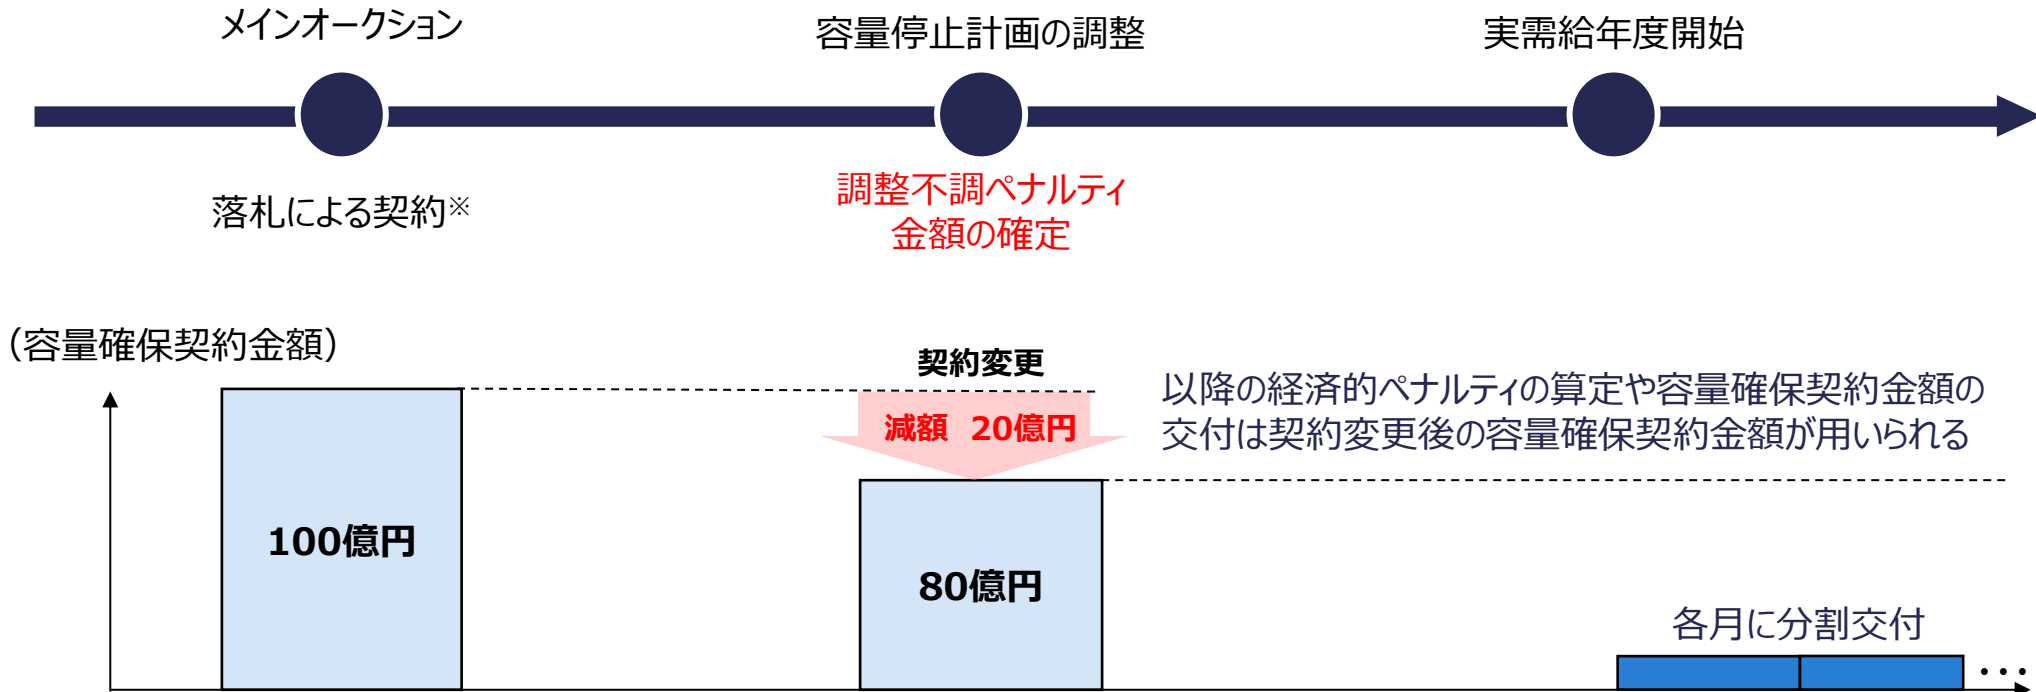 メインオークション
容量停止計画の調整
実需給年度開始
落札による契約※
調整不調ペナルティ
金額の確定
（容量確保契約金額）
契約変更
減額 20億円
以降の経済的ペナルティの算定や容量確保契約金額の
交付は契約変更後の容量確保契約金額が用いられる
100億円
80億円
各月に分割交付
・・・